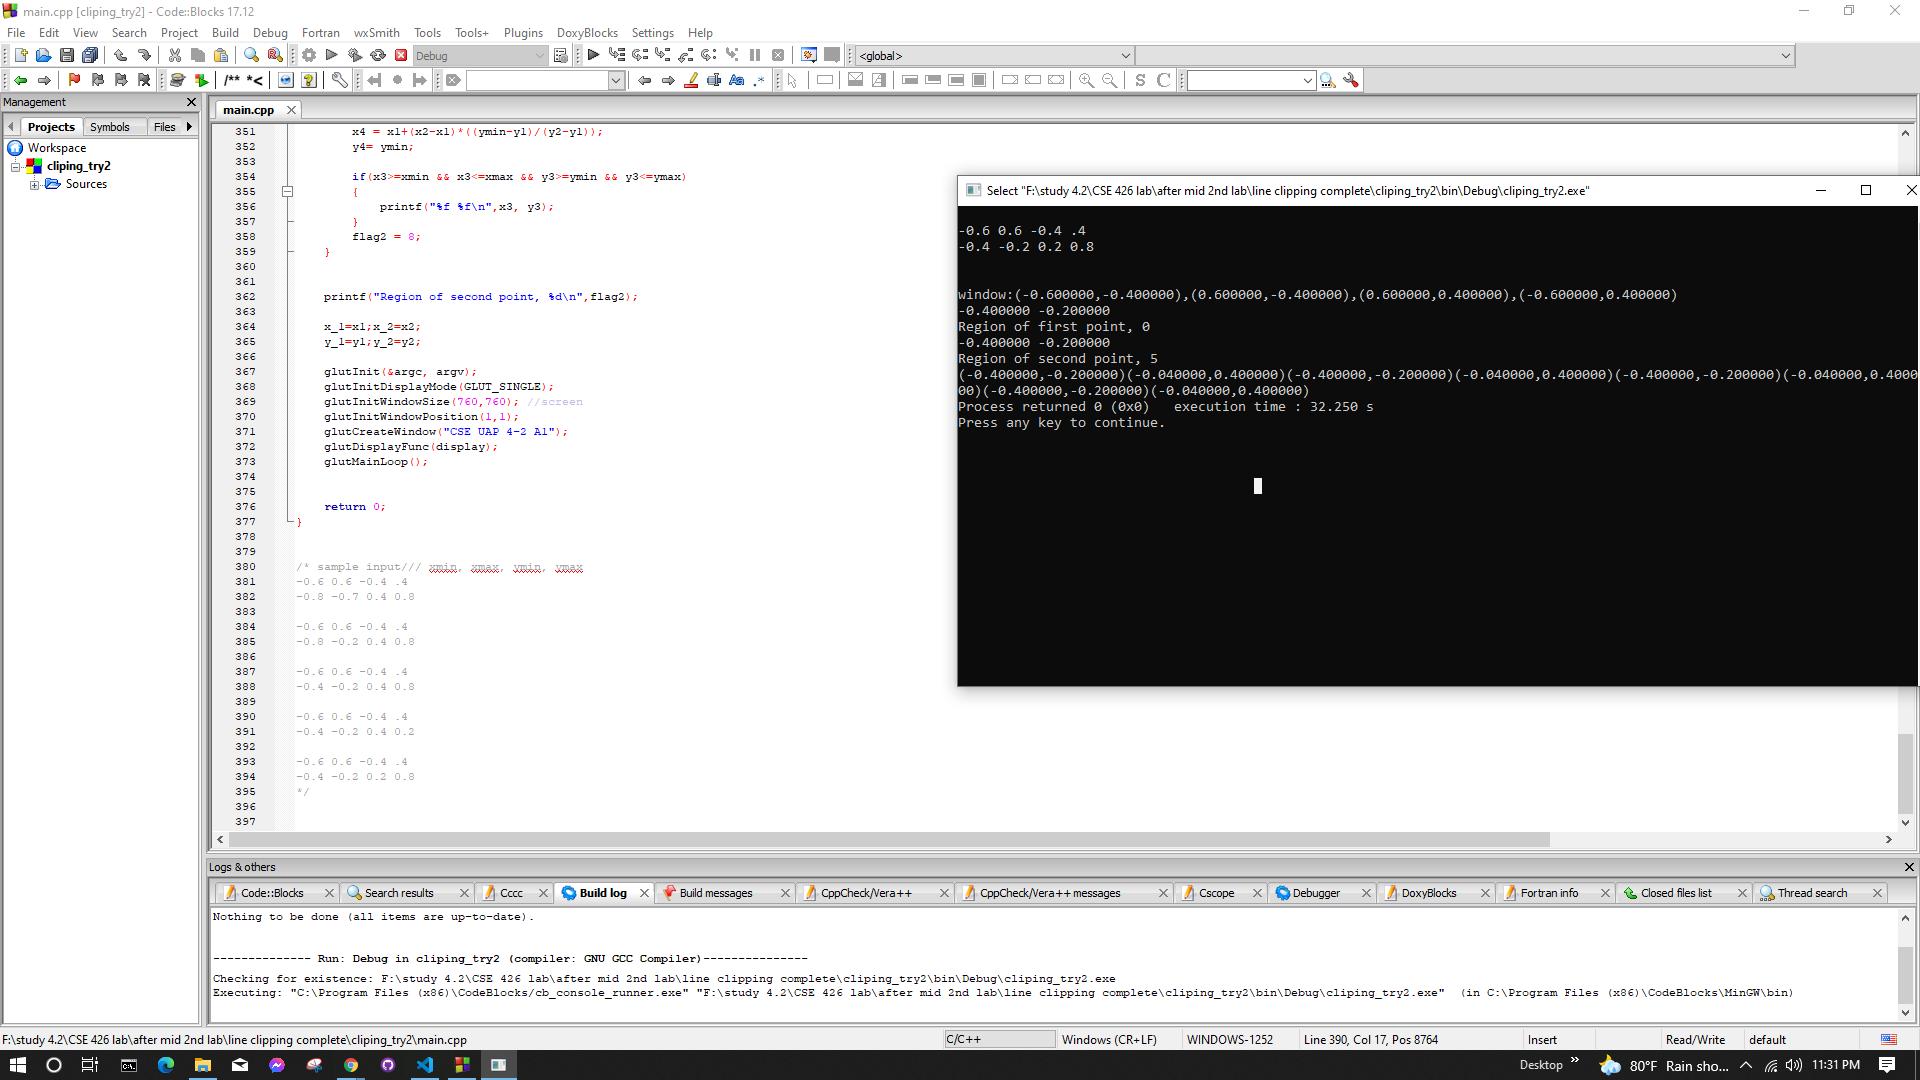 main.cpp [cliping_try2] - Code::Blocks 17.12
File Edit View Search Project Build Debug Fortran wxSmith Tools Tools+ Plugins DoxyBlocks Settings Help
Debug
<global>
/** *<
Aa .*
S C
Management
Projects Symbols Files
Workspace
cliping_try2
Sources
main.cpp
351 x4 = x1+(x2-x1)*((ymin-y1)/(y2-y1));
352 y4= ymin;
353
354 if(x3>=xmin && x3<=xmax && y3>=ymin && y3<=ymax)
355 {
356 printf("%f %f\n",x3, y3);
357 }
358 flag2 = 8;
359 }
360
361
362 printf("Region of second point, %d\n",flag2);
363
364 x_1=x1;x_2=x2;
365 y_1=y1;y_2=y2;
366
367 glutInit(&argc, argv);
368 glutInitDisplayMode(GLUT_SINGLE);
369 glutInitWindowSize(760,760); //screen
370 glutInitWindowPosition(1,1);
371 glutCreateWindow("CSE UAP 4-2 A1");
372 glutDisplayFunc(display);
373 glutMainLoop();
374
375
376 return 0;
377 }
378
379
380 /* sample input/// xmin, xmax, ymin, ymax
381 -0.6 0.6 -0.4 .4
382 -0.8 -0.7 0.4 0.8
383
384 -0.6 0.6 -0.4 .4
385 -0.8 -0.2 0.4 0.8
386
387 -0.6 0.6 -0.4 .4
388 -0.4 -0.2 0.4 0.8
389
390 -0.6 0.6 -0.4 .4
391 -0.4 -0.2 0.4 0.2
392
393 -0.6 0.6 -0.4 .4
394 -0.4 -0.2 0.2 0.8
395 */
396
397
Select "F:\study 4.2\CSE 426 lab\after mid 2nd lab\line clipping complete\cliping_try2\bin\Debug\cliping_try2.exe"
-0.6 0.6 -0.4 .4
-0.4 -0.2 0.2 0.8
window:(-0.600000,-0.400000),(0.600000,-0.400000),(0.600000,0.400000),(-0.600000,0.400000)
-0.400000 -0.200000
Region of first point, 0
-0.400000 -0.200000
Region of second point, 5
(-0.400000,-0.200000)(-0.040000,0.400000)(-0.400000,-0.200000)(-0.040000,0.400000)(-0.400000,-0.200000)(-0.040000,0.4000
00)(-0.400000,-0.200000)(-0.040000,0.400000)
Process returned 0 (0x0) execution time : 32.250 s
Press any key to continue.
Logs & others
Code::Blocks Search results Cccc Build log Build messages CppCheck/Vera++ CppCheck/Vera++ messages Cscope Debugger DoxyBlocks Fortran info Closed files list Thread search
Nothing to be done (all items are up-to-date).
-------------- Run: Debug in cliping_try2 (compiler: GNU GCC Compiler)---------------
Checking for existence: F:\study 4.2\CSE 426 lab\after mid 2nd lab\line clipping complete\cliping_try2\bin\Debug\cliping_try2.exe
Executing: "C:\Program Files (x86)\CodeBlocks/cb_console_runner.exe" "F:\study 4.2\CSE 426 lab\after mid 2nd lab\line clipping complete\cliping_try2\bin\Debug\cliping_try2.exe" (in C:\Program Files (x86)\CodeBlocks\MinGW\bin)
F:\study 4.2\CSE 426 lab\after mid 2nd lab\line clipping complete\cliping_try2\main.cpp C/C++ Windows (CR+LF) WINDOWS-1252 Line 390, Col 17, Pos 8764 Insert Read/Write default
Desktop 80°F Rain sho... 11:31 PM